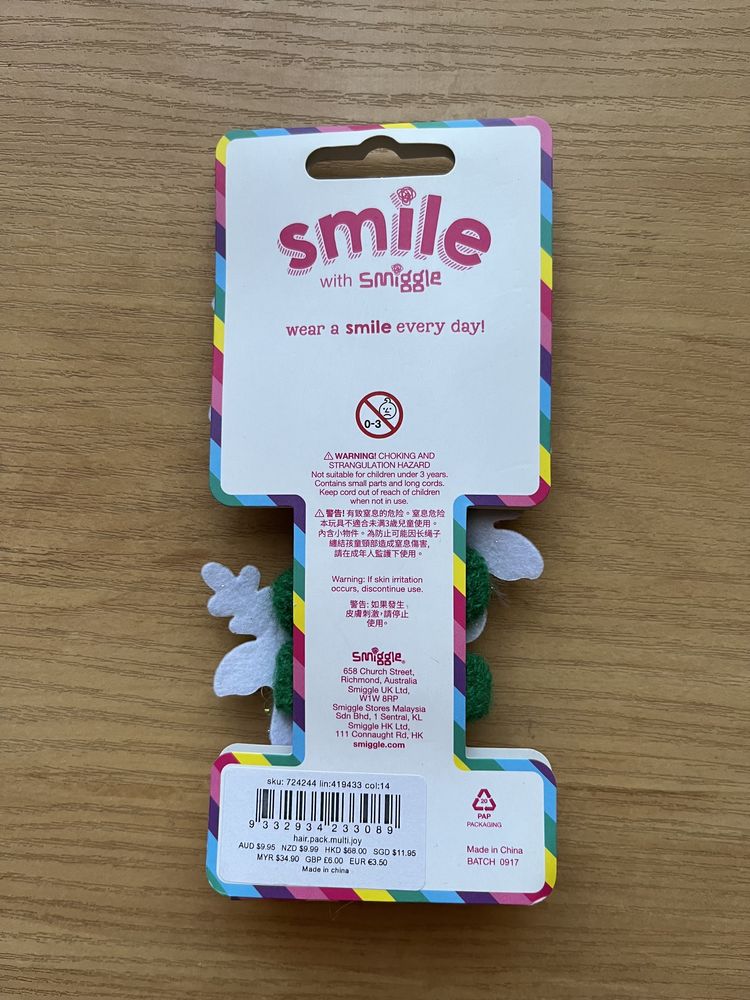 smile
with smiggle
wear a smile every day!
0-3
⚠ WARNING! CHOKING AND
STRANGULATION HAZARD
Not suitable for children under 3 years.
Contains small parts and long cords.
Keep cord out of reach of children
when not in use.
⚠ 警告! 有致窒息的危险。窒息危险
本玩具不適合未满3歲兒童使用。
內含小物件。為防止可能因长绳子
缠結孩童頸部造成窒息傷害,
請在成年人監護下使用。
Warning: If skin irritation
occurs, discontinue use.
警告: 如果發生
皮膚刺激,請停止
使用。
smiggle®
658 Church Street,
Richmond, Australia
Smiggle UK Ltd,
W1W 8RP
Smiggle Stores Malaysia
Sdn Bhd, 1 Sentral, KL
Smiggle HK Ltd,
111 Connaught Rd, HK
smiggle.com
sku: 724244 lin:419433 col:14
9 332934 233089
hair.pack.multi.joy
AUD $9.95 NZD $9.99 HKD $68.00 SGD $11.95
MYR $34.90 GBP £6.00 EUR €3.50
Made in china
20
PAP
PACKAGING
Made in China
BATCH 0917